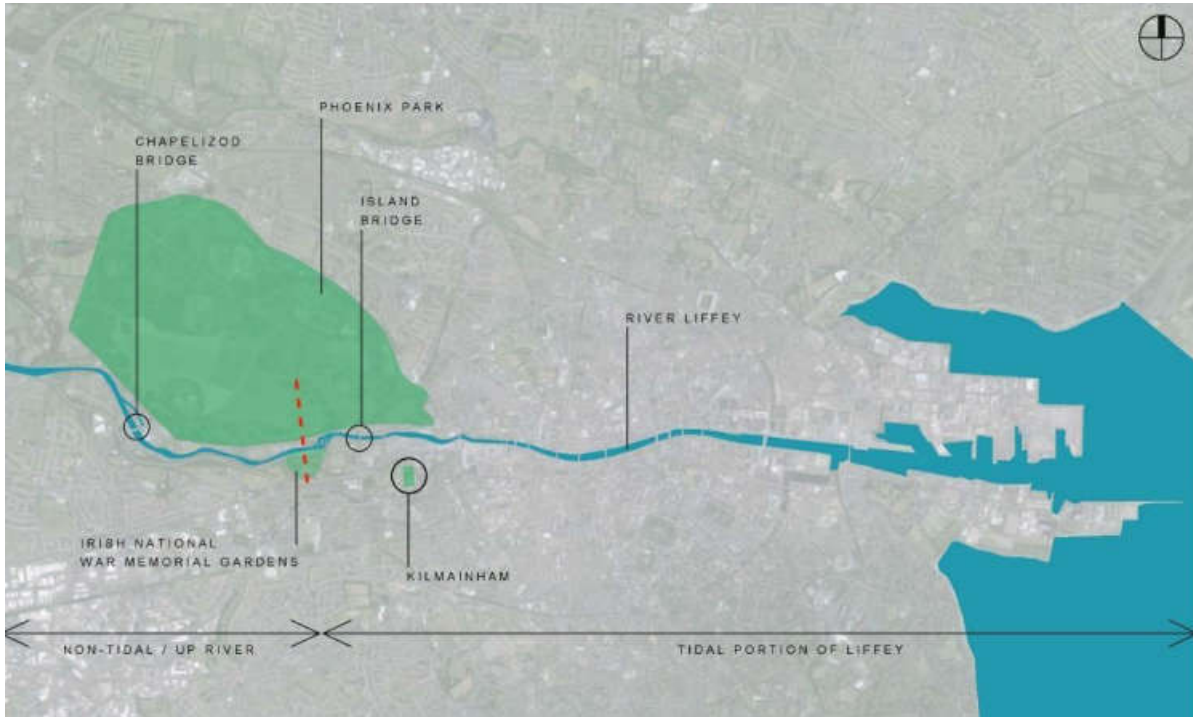 PHOENIX PARK
CHAPELIZOD
BRIDGE
ISLAND
BRIDGE
RIVER LIFFEY
IRISH NATIONAL
WAR MEMORIAL GARDENS
KILMAINHAM
NON-TIDAL / UP RIVER
TIDAL PORTION OF LIFFEY